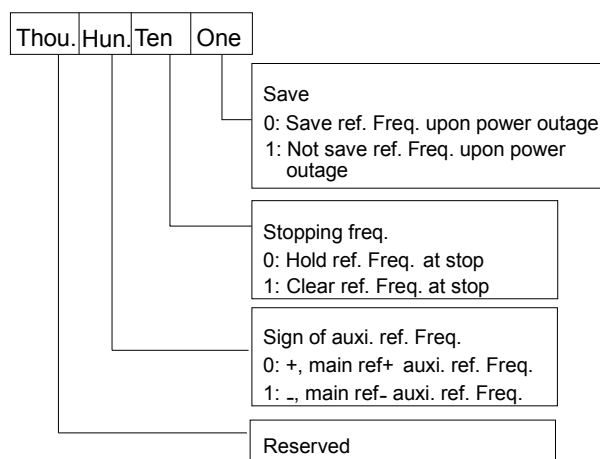 Thou. Hun. Ten One
Save
0: Save ref. Freq. upon power outage
1: Not save ref. Freq. upon power
outage
Stopping freq.
0: Hold ref. Freq. at stop
1: Clear ref. Freq. at stop
Sign of auxi. ref. Freq.
0: +, main ref+ auxi. ref. Freq.
1: -, main ref- auxi. ref. Freq.
Reserved